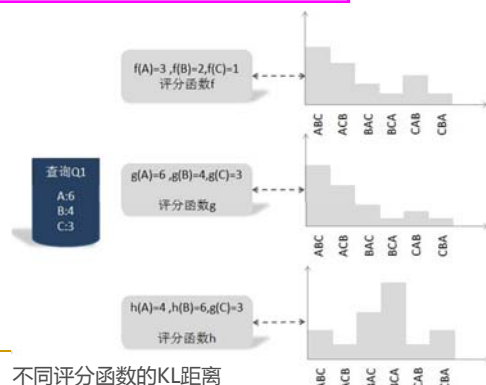 f(A)=3 ,f(B)=2,f(C)=1
评分函数f
ABC
ACB
BAC
BCA
CAB
CBA
查询Q1
A:6
B:4
C:3
g(A)=6 ,g(B)=4,g(C)=3
评分函数g
ABC
ACB
BAC
BCA
CAB
CBA
h(A)=4 ,h(B)=6,g(C)=3
评分函数h
ABC
ACB
BAC
BCA
CAB
CBA
不同评分函数的KL距离